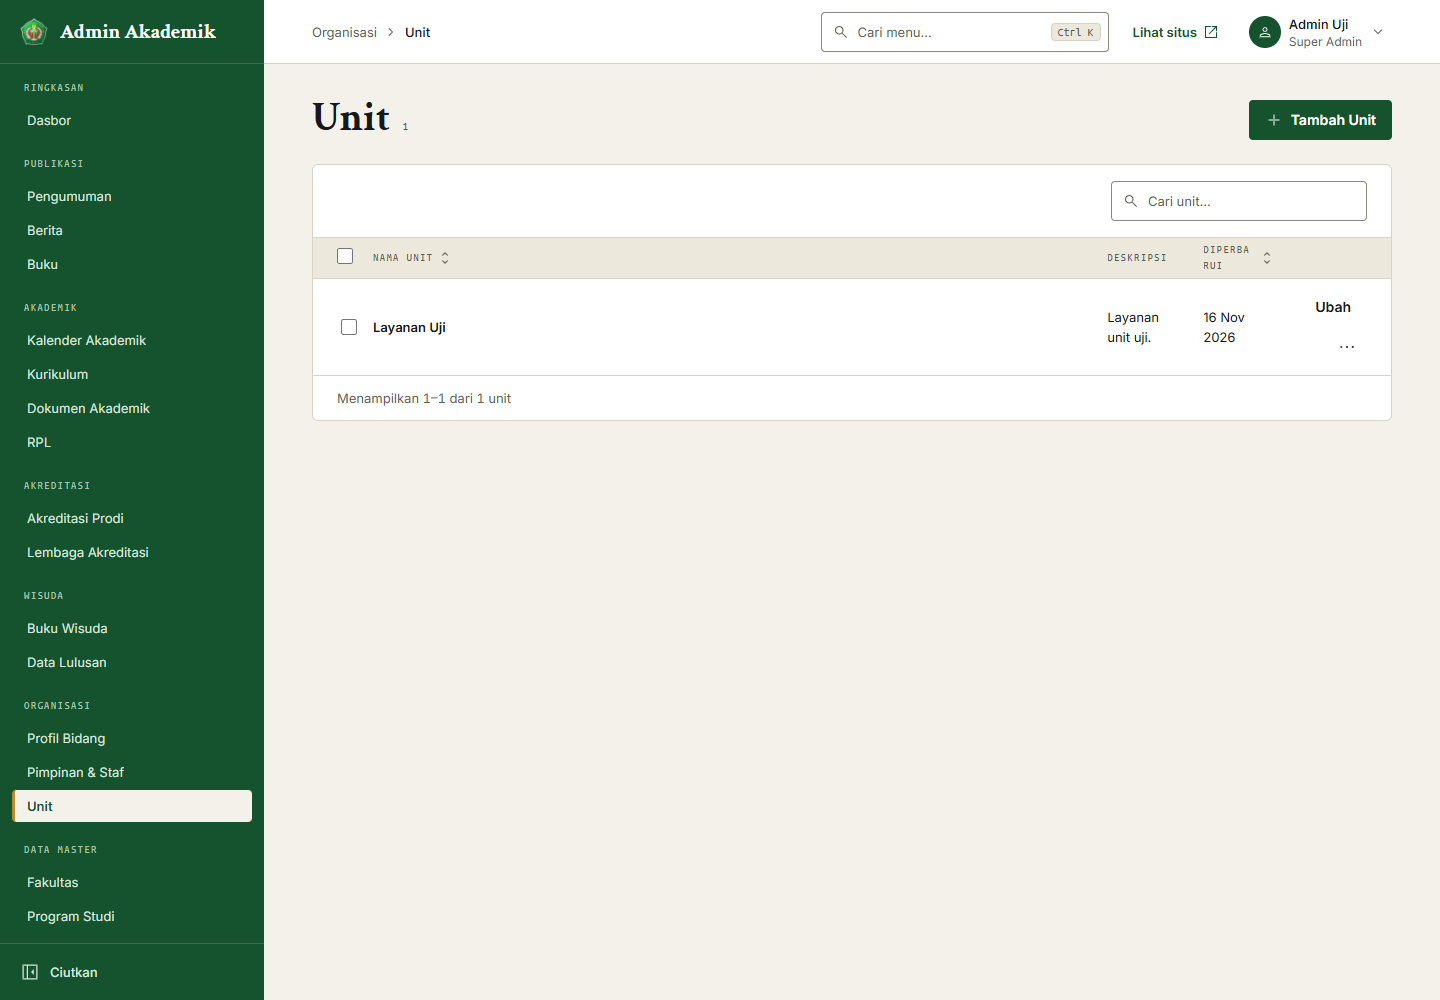 Admin Akademik
Organisasi > Unit
Cari menu...
Ctrl K
Lihat situs
Admin Uji
Super Admin
RINGKASAN
Dasbor
PUBLIKASI
Pengumuman
Berita
Buku
AKADEMIK
Kalender Akademik
Kurikulum
Dokumen Akademik
RPL
AKREDITASI
Akreditasi Prodi
Lembaga Akreditasi
WISUDA
Buku Wisuda
Data Lulusan
ORGANISASI
Profil Bidang
Pimpinan & Staf
Unit
DATA MASTER
Fakultas
Program Studi
Ciutkan
Unit 1
+ Tambah Unit
Cari unit...
NAMA UNIT
DESKRIPSI
DIPERBA
RUI
Layanan Uji
Layanan
unit uji.
16 Nov
2026
Ubah
...
Menampilkan 1–1 dari 1 unit